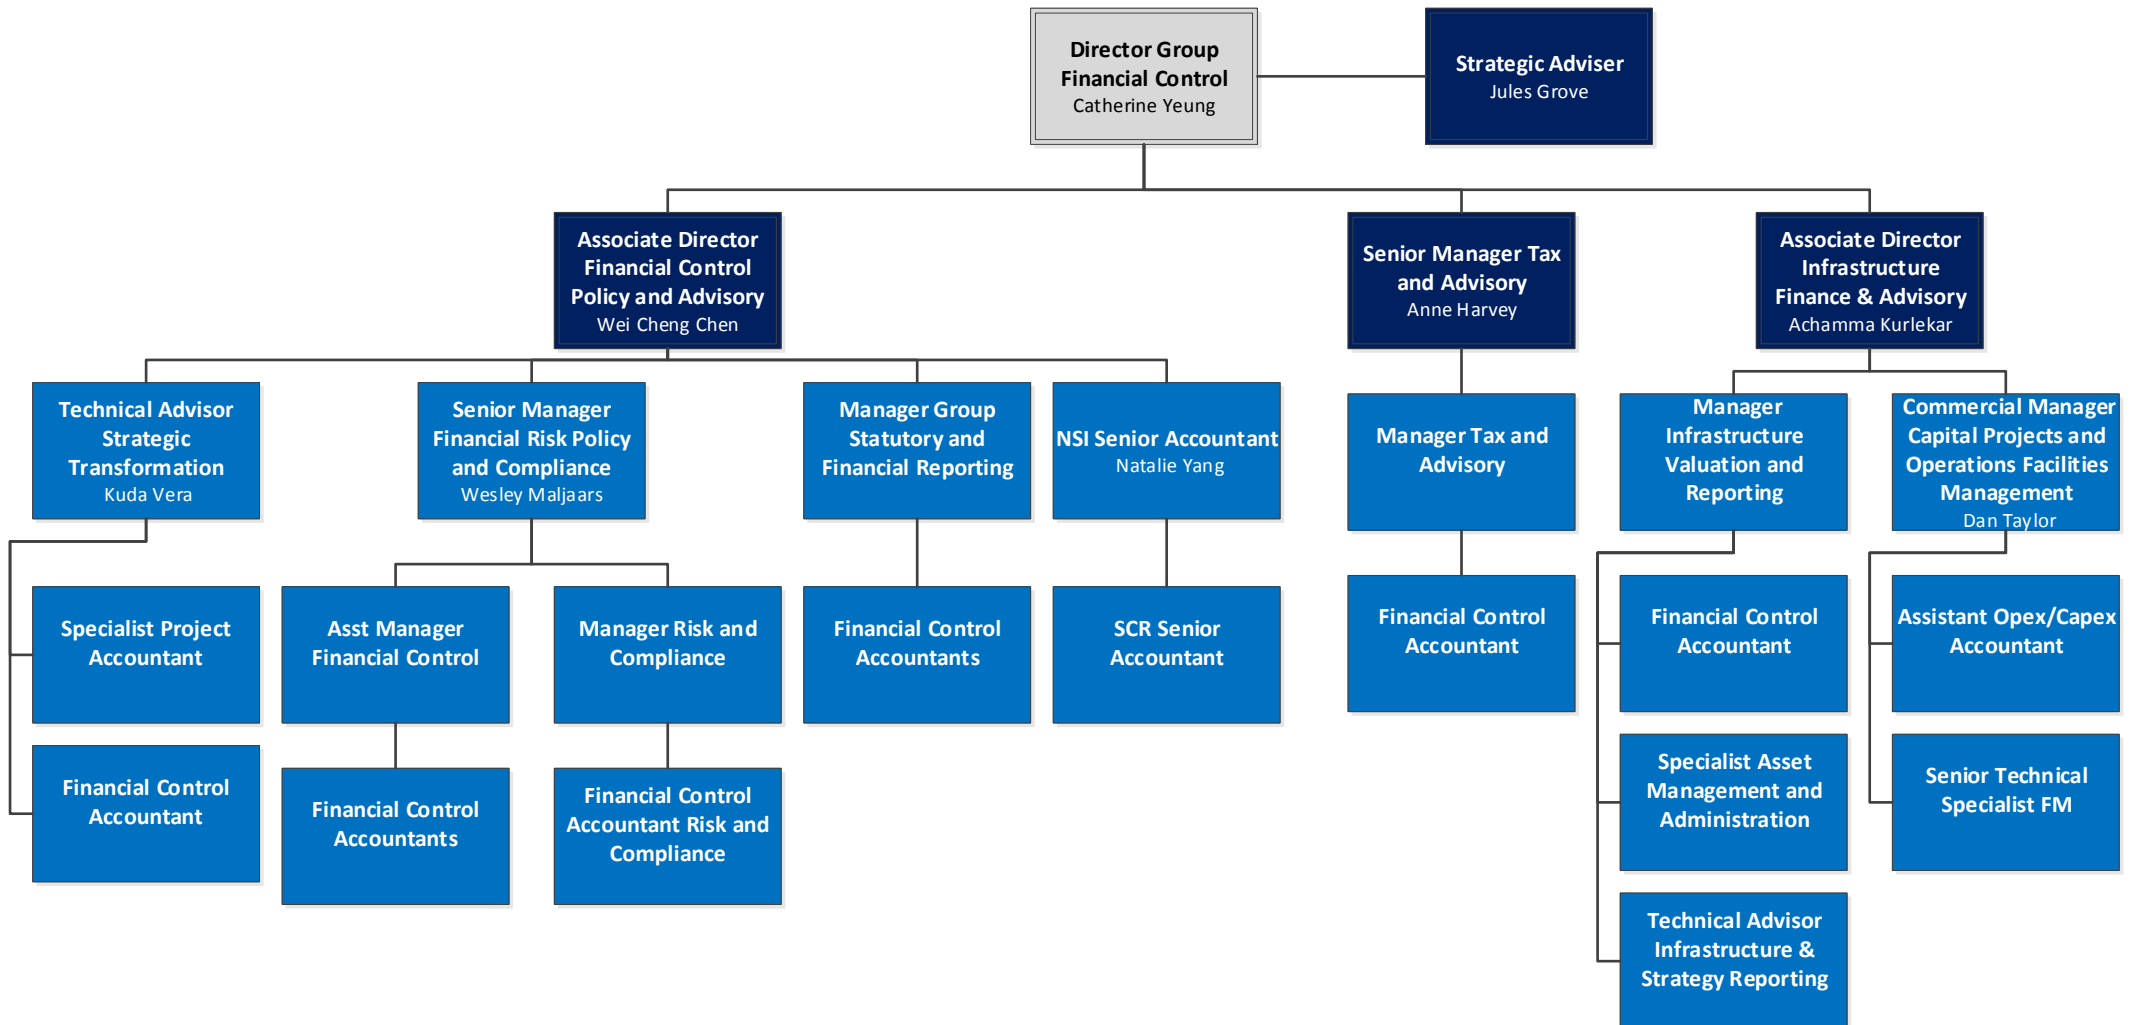 Director Group
Financial Control
Catherine Yeung
Strategic Adviser
Jules Grove
Associate Director
Financial Control
Policy and Advisory
Wei Cheng Chen
Senior Manager Tax
and Advisory
Anne Harvey
Associate Director
Infrastructure
Finance & Advisory
Achamma Kurlekar
Technical Advisor
Strategic
Transformation
Kuda Vera
Senior Manager
Financial Risk Policy
and Compliance
Wesley Maljaars
Manager Group
Statutory and
Financial Reporting
NSI Senior Accountant
Natalie Yang
Manager Tax and
Advisory
Manager
Infrastructure
Valuation and
Reporting
Commercial Manager
Capital Projects and
Operations Facilities
Management
Dan Taylor
Specialist Project
Accountant
Asst Manager
Financial Control
Manager Risk and
Compliance
Financial Control
Accountants
SCR Senior
Accountant
Financial Control
Accountant
Financial Control
Accountant
Assistant Opex/Capex
Accountant
Financial Control
Accountant
Financial Control
Accountants
Financial Control
Accountant Risk and
Compliance
Specialist Asset
Management and
Administration
Senior Technical
Specialist FM
Technical Advisor
Infrastructure &
Strategy Reporting